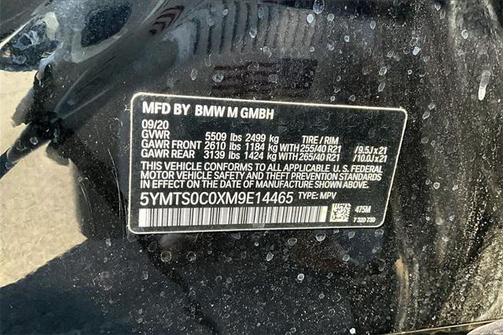 MFD BY BMW M GMBH
09/20
GVWR 5509 lbs 2499 kg TIRE / RIM
GAWR FRONT 2610 lbs 1184 kg WITH 255/40 R21 /9.5J x 21
GAWR REAR 3139 lbs 1424 kg WITH 265/40 R21 /10.0J x 21
THIS VEHICLE CONFORMS TO ALL APPLICABLE U.S. FEDERAL MOTOR
VEHICLE SAFETY AND THEFT PREVENTION STANDARDS IN EFFECT
ON THE DATE OF MANUFACTURE SHOWN ABOVE.
5YMTS0C0XM9E14465 TYPE: MPV
475M
7 320 730